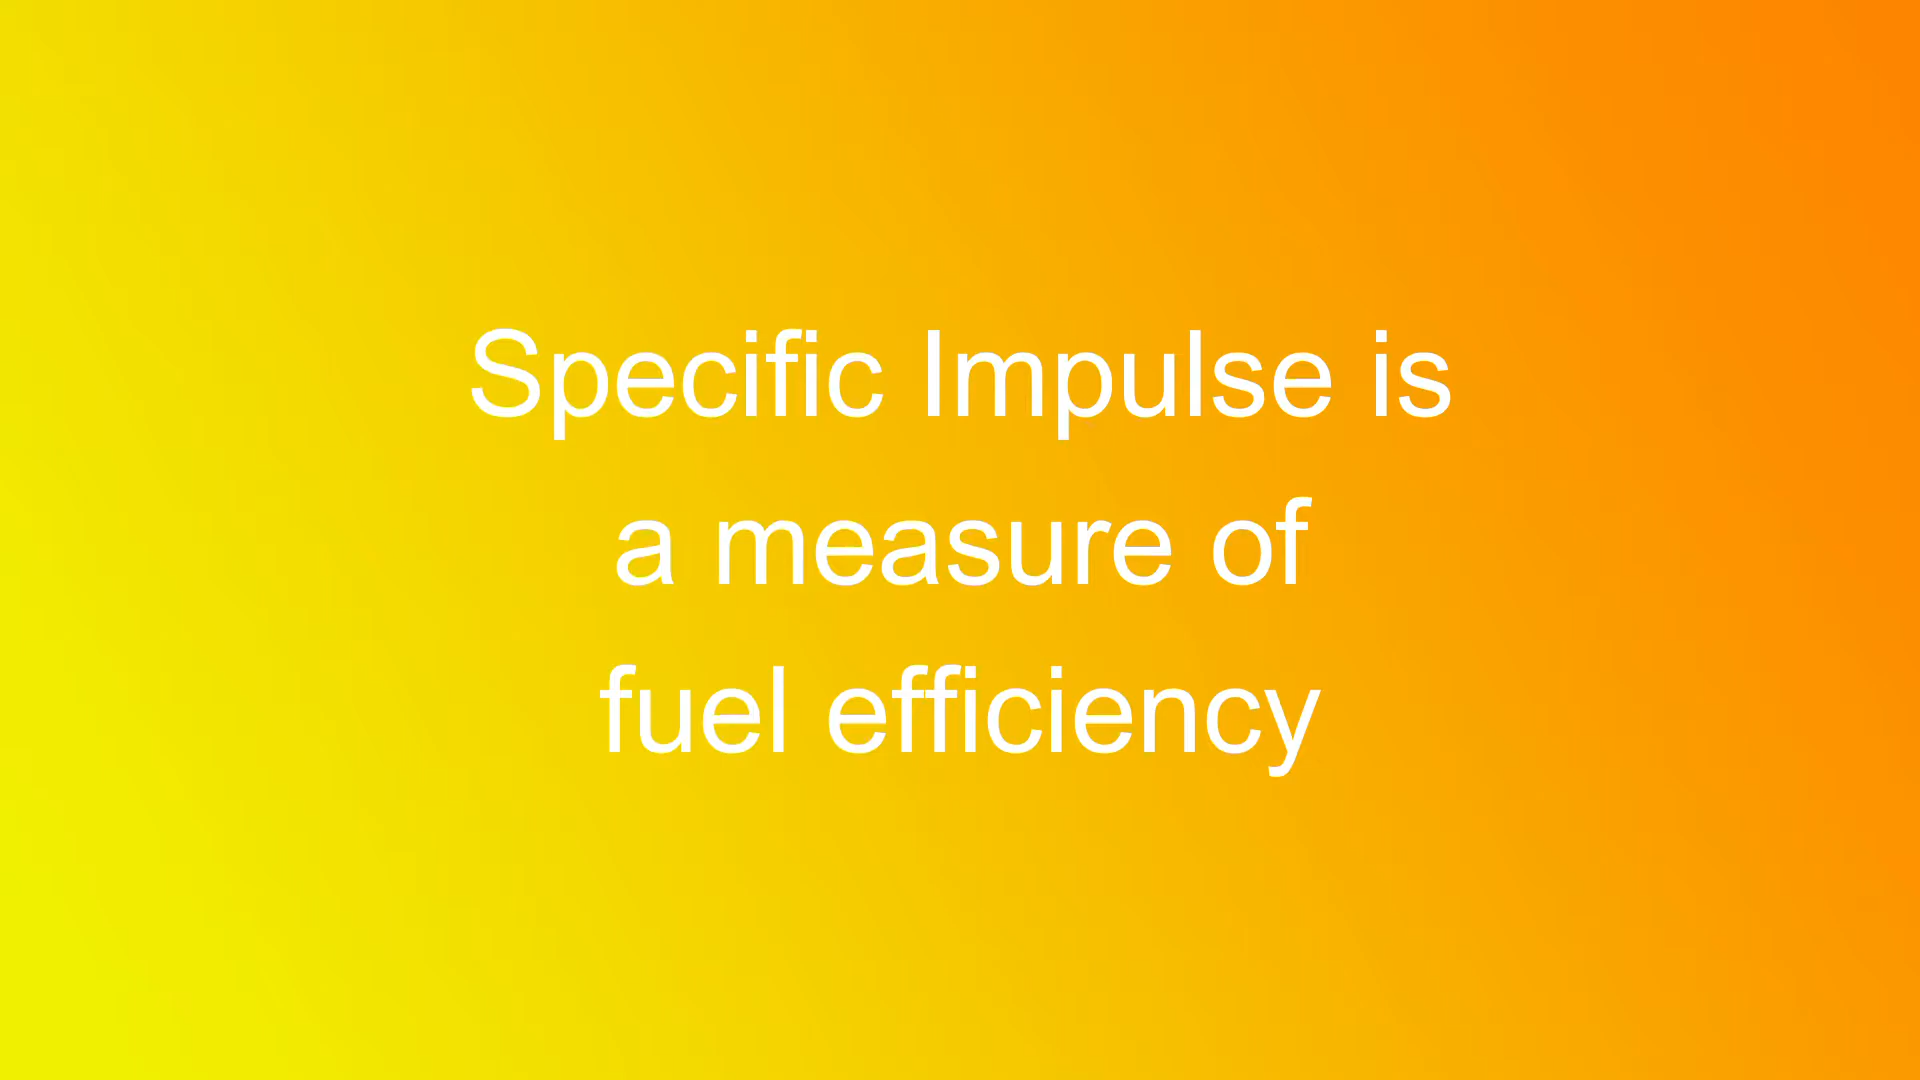 Specific Impulse is
a measure of
fuel efficiency